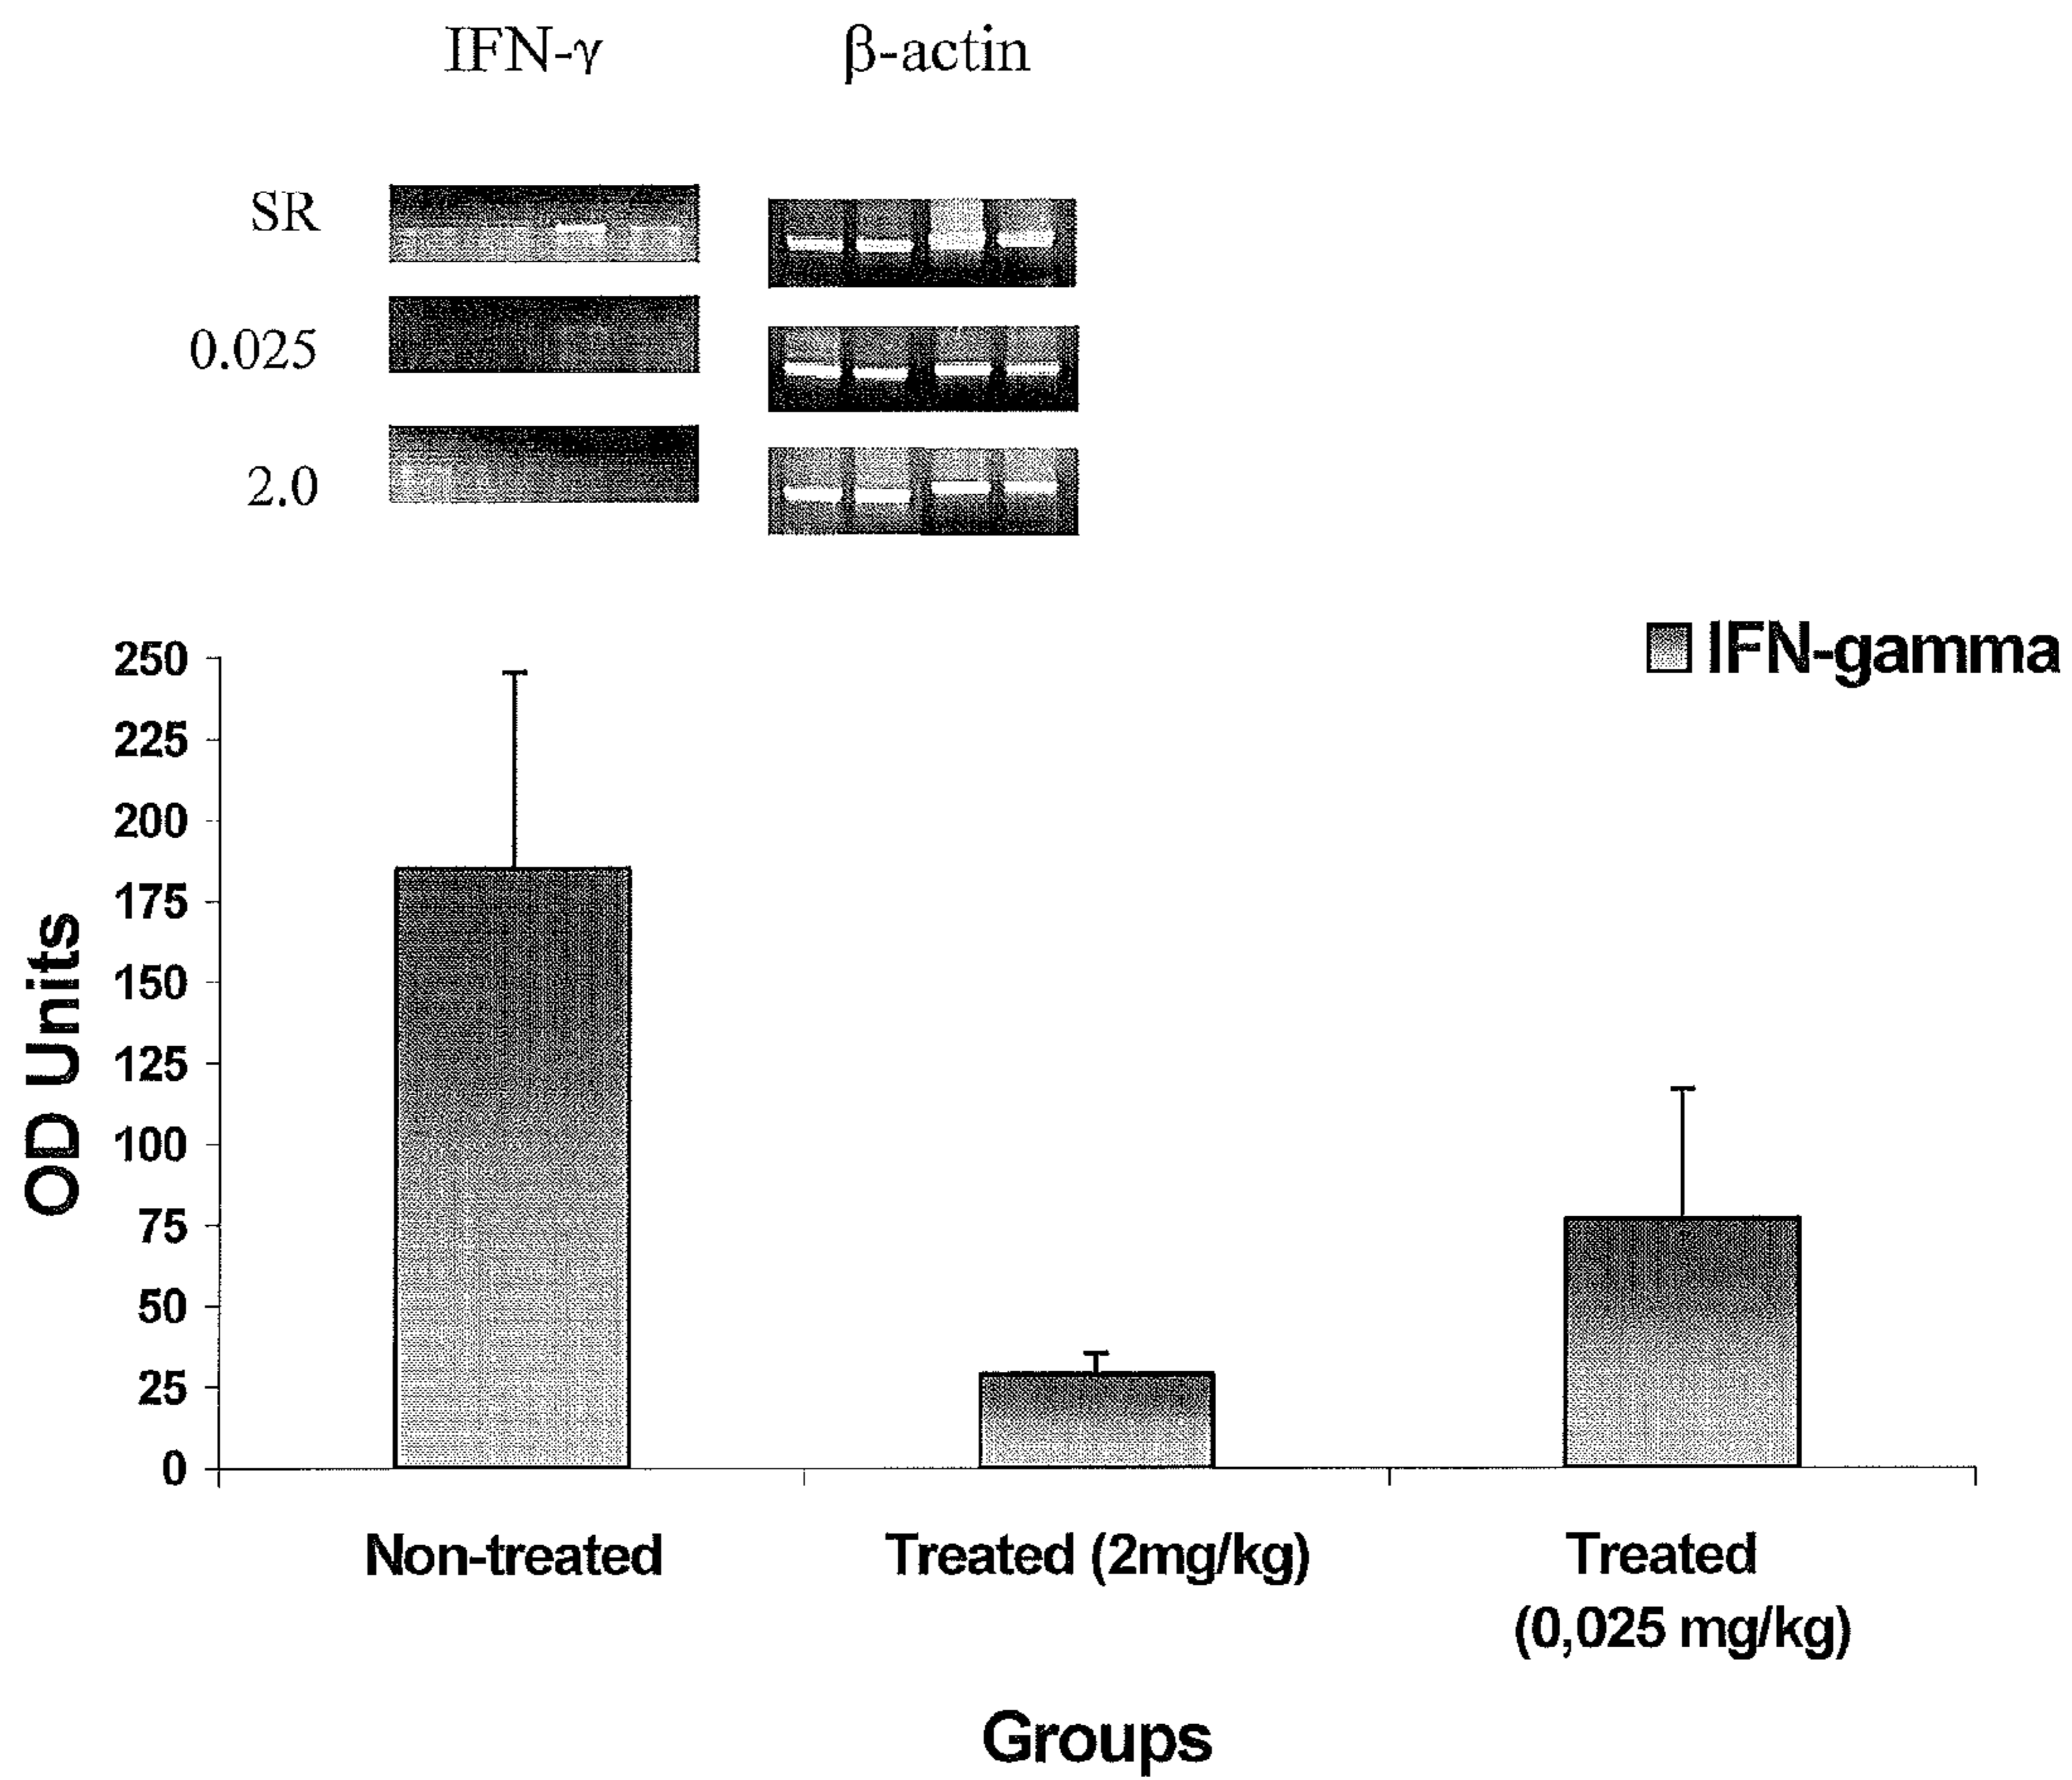 IFN-γ
β-actin
SR
0.025
2.0
IFN-gamma
250
225
200
175
150
125
100
75
50
25
0
OD Units
Non-treated
Treated (2mg/kg)
Treated
(0,025 mg/kg)
Groups